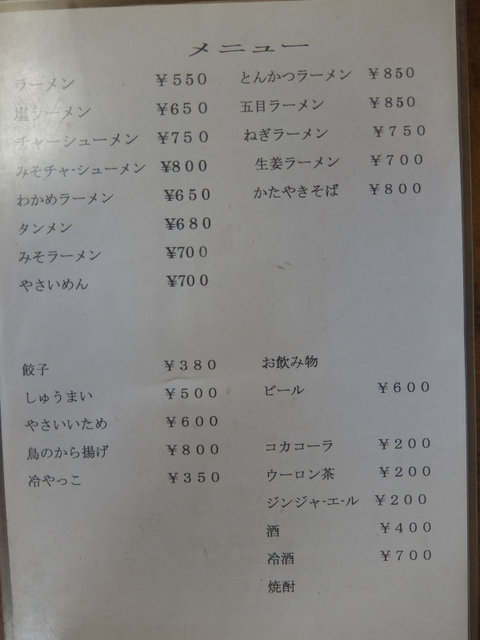 メニュー
ラーメン ¥550
塩ラーメン ¥650
チャーシューメン ¥750
みそチャ-シューメン ¥800
わかめラーメン ¥650
タンメン ¥680
みそラーメン ¥700
やさいめん ¥700
とんかつラーメン ¥850
五目ラーメン ¥850
ねぎラーメン ¥750
生姜ラーメン ¥700
かたやきそば ¥800
餃子 ¥380
しゅうまい ¥500
やさいいため ¥600
鳥のから揚げ ¥800
冷やっこ ¥350
お飲み物
ビール ¥600
コカコーラ ¥200
ウーロン茶 ¥200
ジンジャ-エ-ル ¥200
酒 ¥400
冷酒 ¥700
焼酎